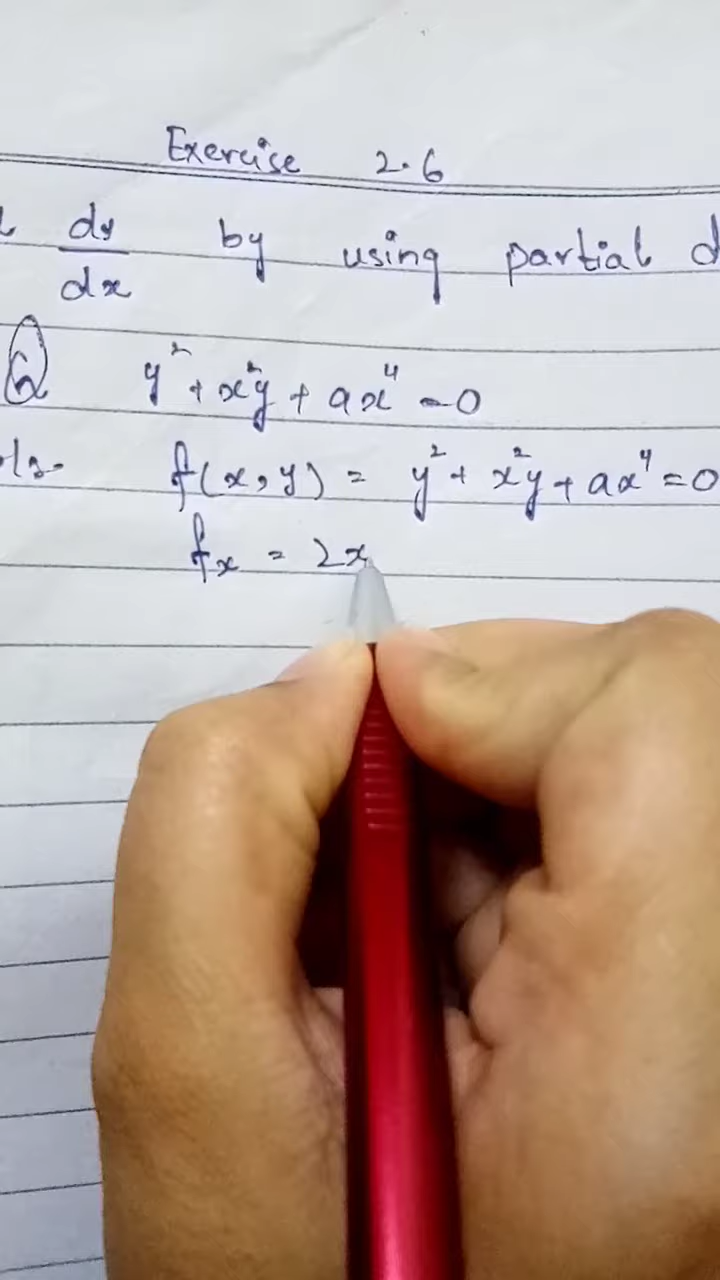 Exercise 2.6
dy/dx by using partial
y² + x²y + ax⁴ = 0
f(x, y) = y² + x²y + ax⁴ = 0
fₓ = 2x